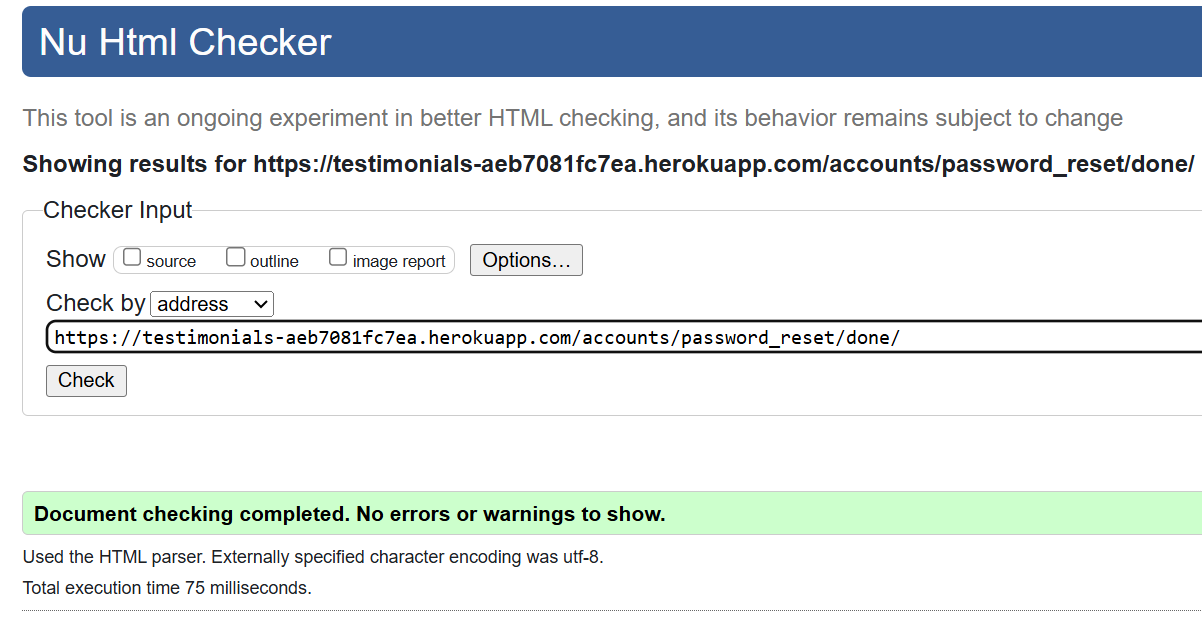 Nu Html Checker
This tool is an ongoing experiment in better HTML checking, and its behavior remains subject to change
Showing results for https://testimonials-aeb7081fc7ea.herokuapp.com/accounts/password_reset/done/
Checker Input
Show source outline image report Options...
Check by address
https://testimonials-aeb7081fc7ea.herokuapp.com/accounts/password_reset/done/
Check
Document checking completed. No errors or warnings to show.
Used the HTML parser. Externally specified character encoding was utf-8.
Total execution time 75 milliseconds.